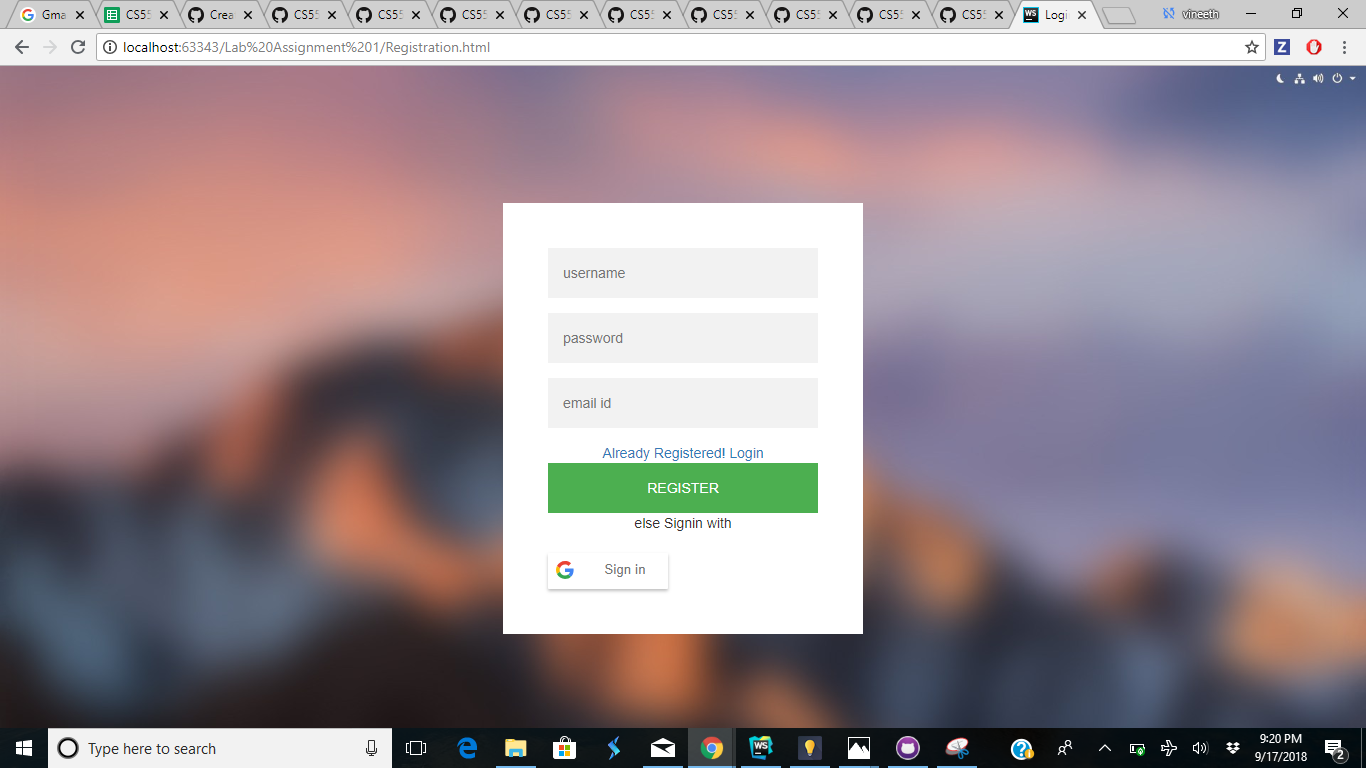 Gma CS5 Crea CS5 CS5 CS5 CS5 CS5 CS5 CS5 CS5 CS5 Logi vineeth
localhost:63343/Lab%20Assignment%201/Registration.html
username
password
email id
Already Registered! Login
REGISTER
else Signin with
Sign in
Type here to search
9:20 PM
9/17/2018
2